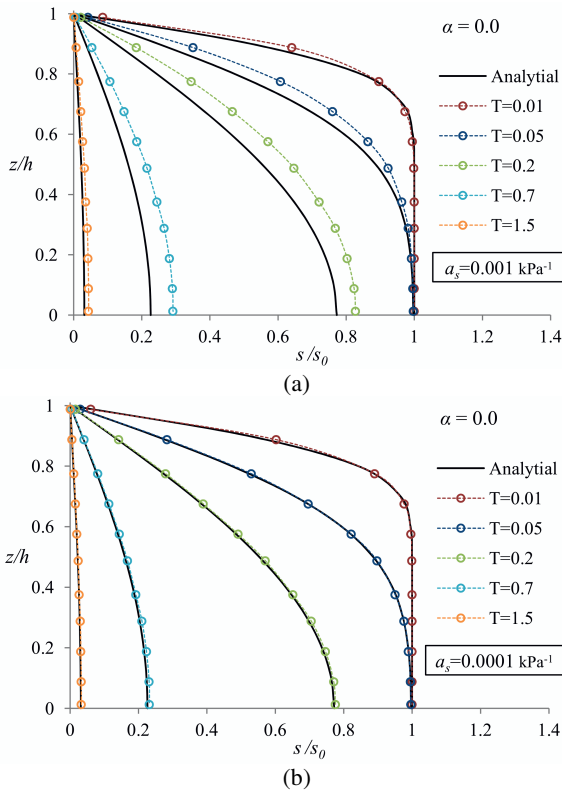 1
0.8
0.6
0.4
0.2
0
z/h
0
0.2
0.4
0.6
0.8
1
1.2
1.4
s/s0
α = 0.0
Analytial
T=0.01
T=0.05
T=0.2
T=0.7
T=1.5
as=0.001 kPa-1
(a)
1
0.8
0.6
0.4
0.2
0
z/h
0
0.2
0.4
0.6
0.8
1
1.2
1.4
s/s0
α = 0.0
Analytial
T=0.01
T=0.05
T=0.2
T=0.7
T=1.5
as=0.0001 kPa-1
(b)